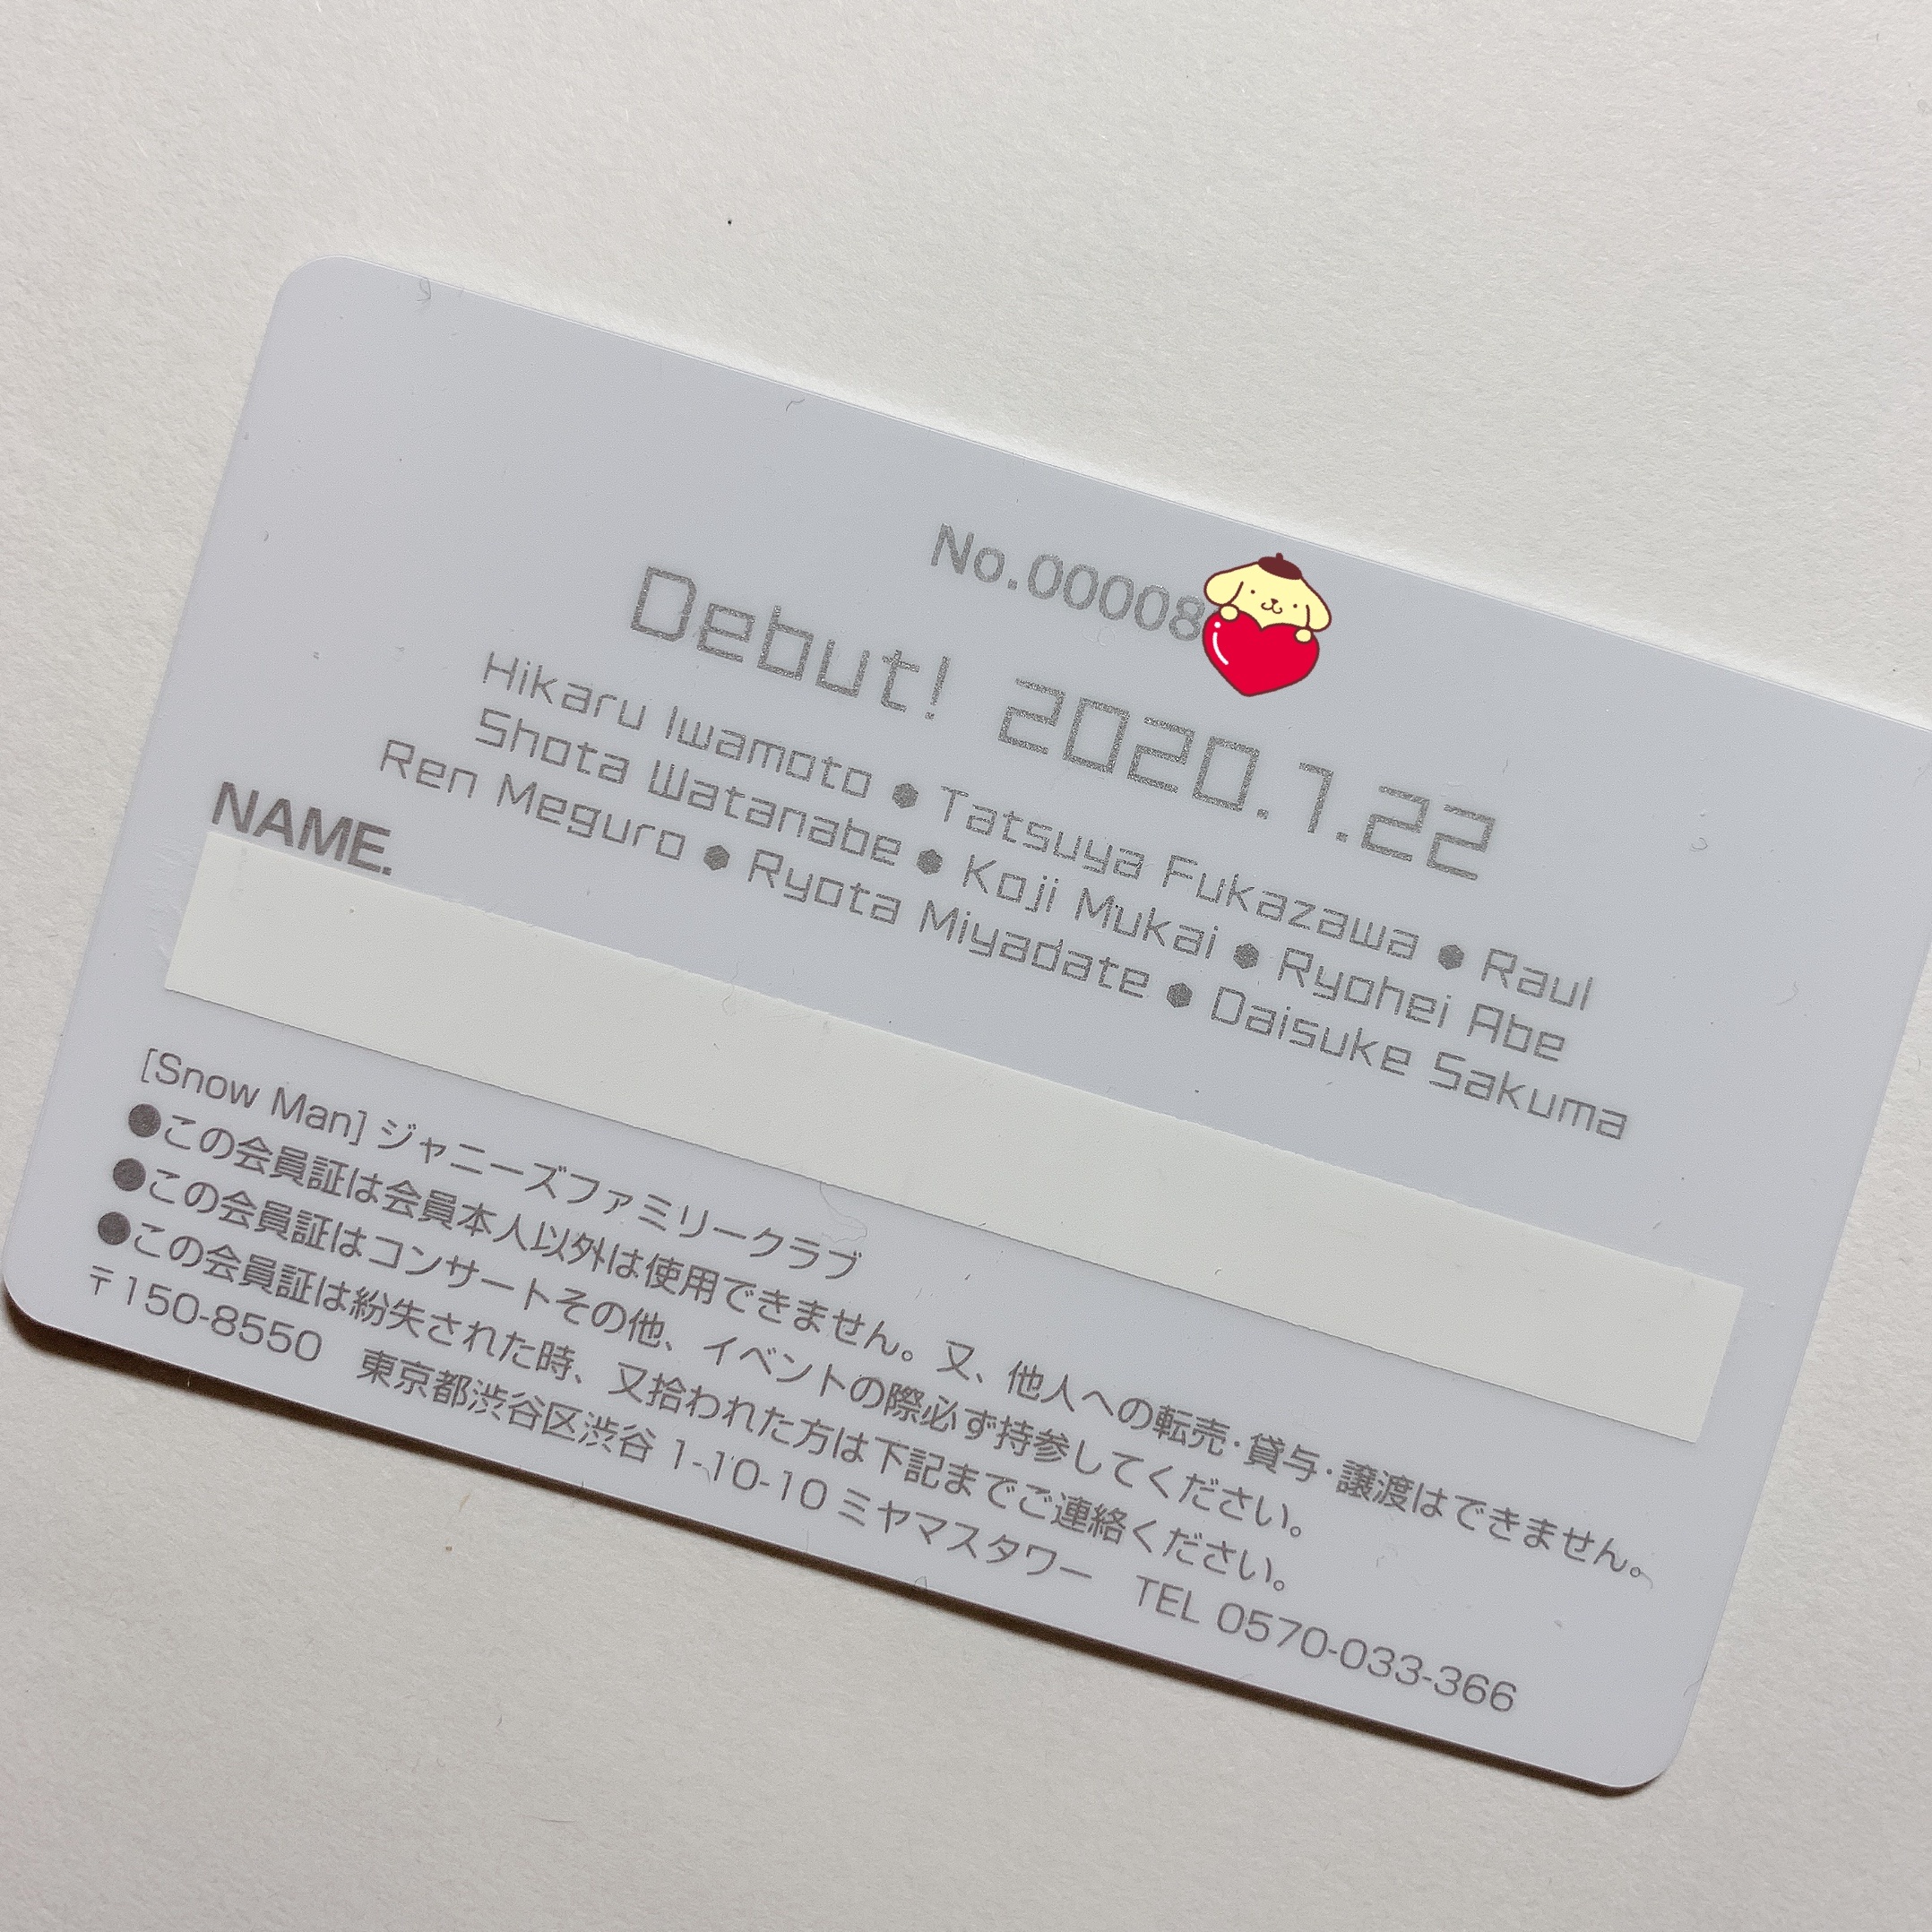 No.00008
Debut! 2020.1.22
Hikaru Iwamoto ● Tatsuya Fukazawa ● Raul
Shota Watanabe ● Koji Mukai ● Ryohei Abe
Ren Meguro ● Ryota Miyadate ● Daisuke Sakuma
NAME.
[Snow Man] ジャニーズファミリークラブ
●この会員証は会員本人以外は使用できません。又、他人への転売・貸与・譲渡はできません。
●この会員証はコンサートその他、イベントの際必ず持参してください。
●この会員証は紛失された時、又拾われた方は下記までご連絡ください。
〒150-8550 東京都渋谷区渋谷 1-10-10 ミヤマスタワー TEL 0570-033-366